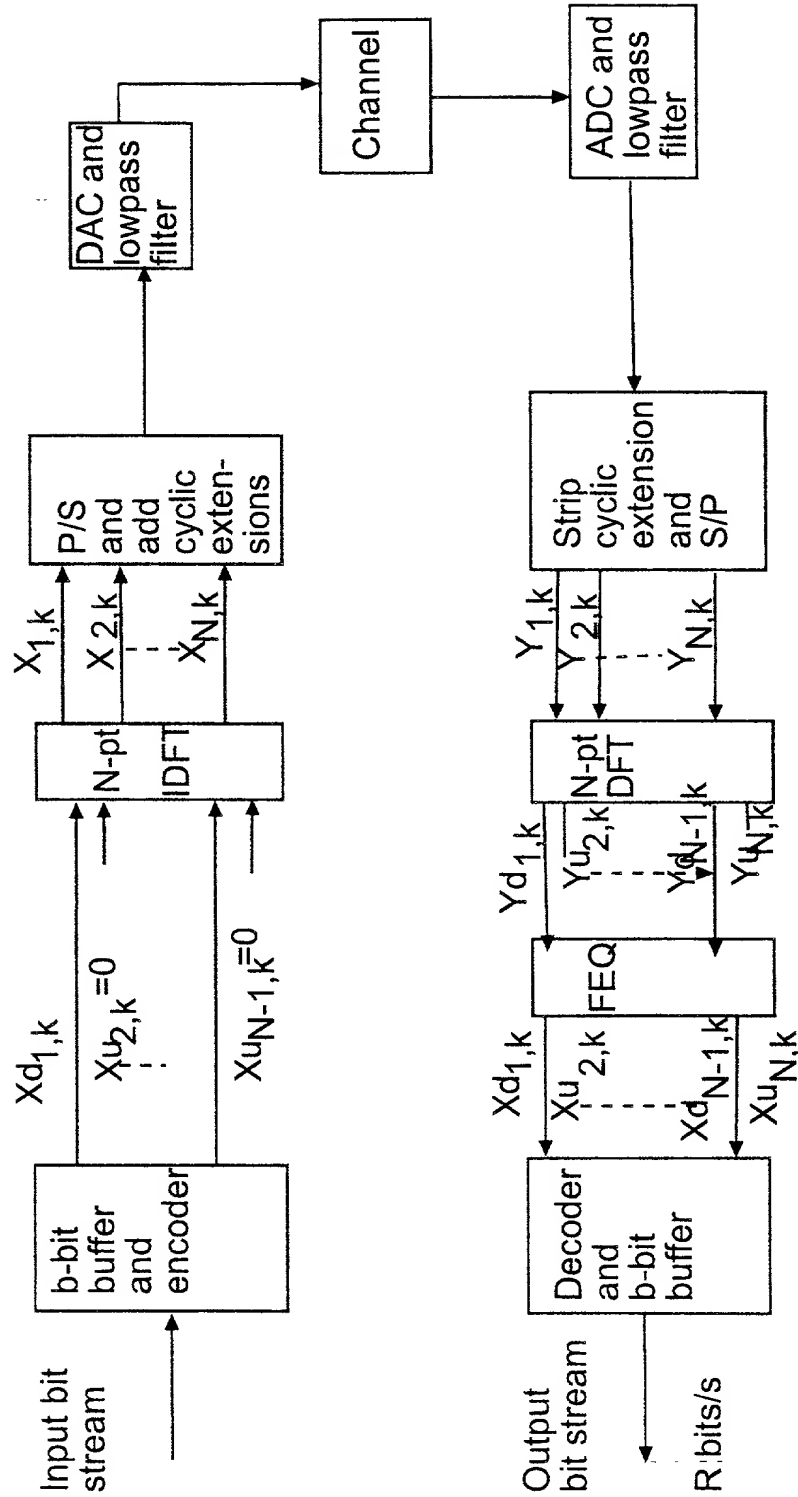 Input bit
stream
b-bit
buffer
and
encoder
Xd1,k
Xu2,k=0
XuN-1,k=0
N-pt
IDFT
X1,k
X2,k
XN,k
P/S
and
add
cyclic
exten-
sions
DAC and
lowpass
filter
Channel
ADC and
lowpass
filter
Strip
cyclic
extension
and
S/P
Y1,k
Y2,k
YN,k
N-pt
DFT
Yd1,k
Yu2,k
YdN-1,k
YuN,k
FEQ
Xd1,k
Xu2,k
XdN-1,k
XuN,k
Decoder
and
b-bit
buffer
Output
bit stream
R bits/s